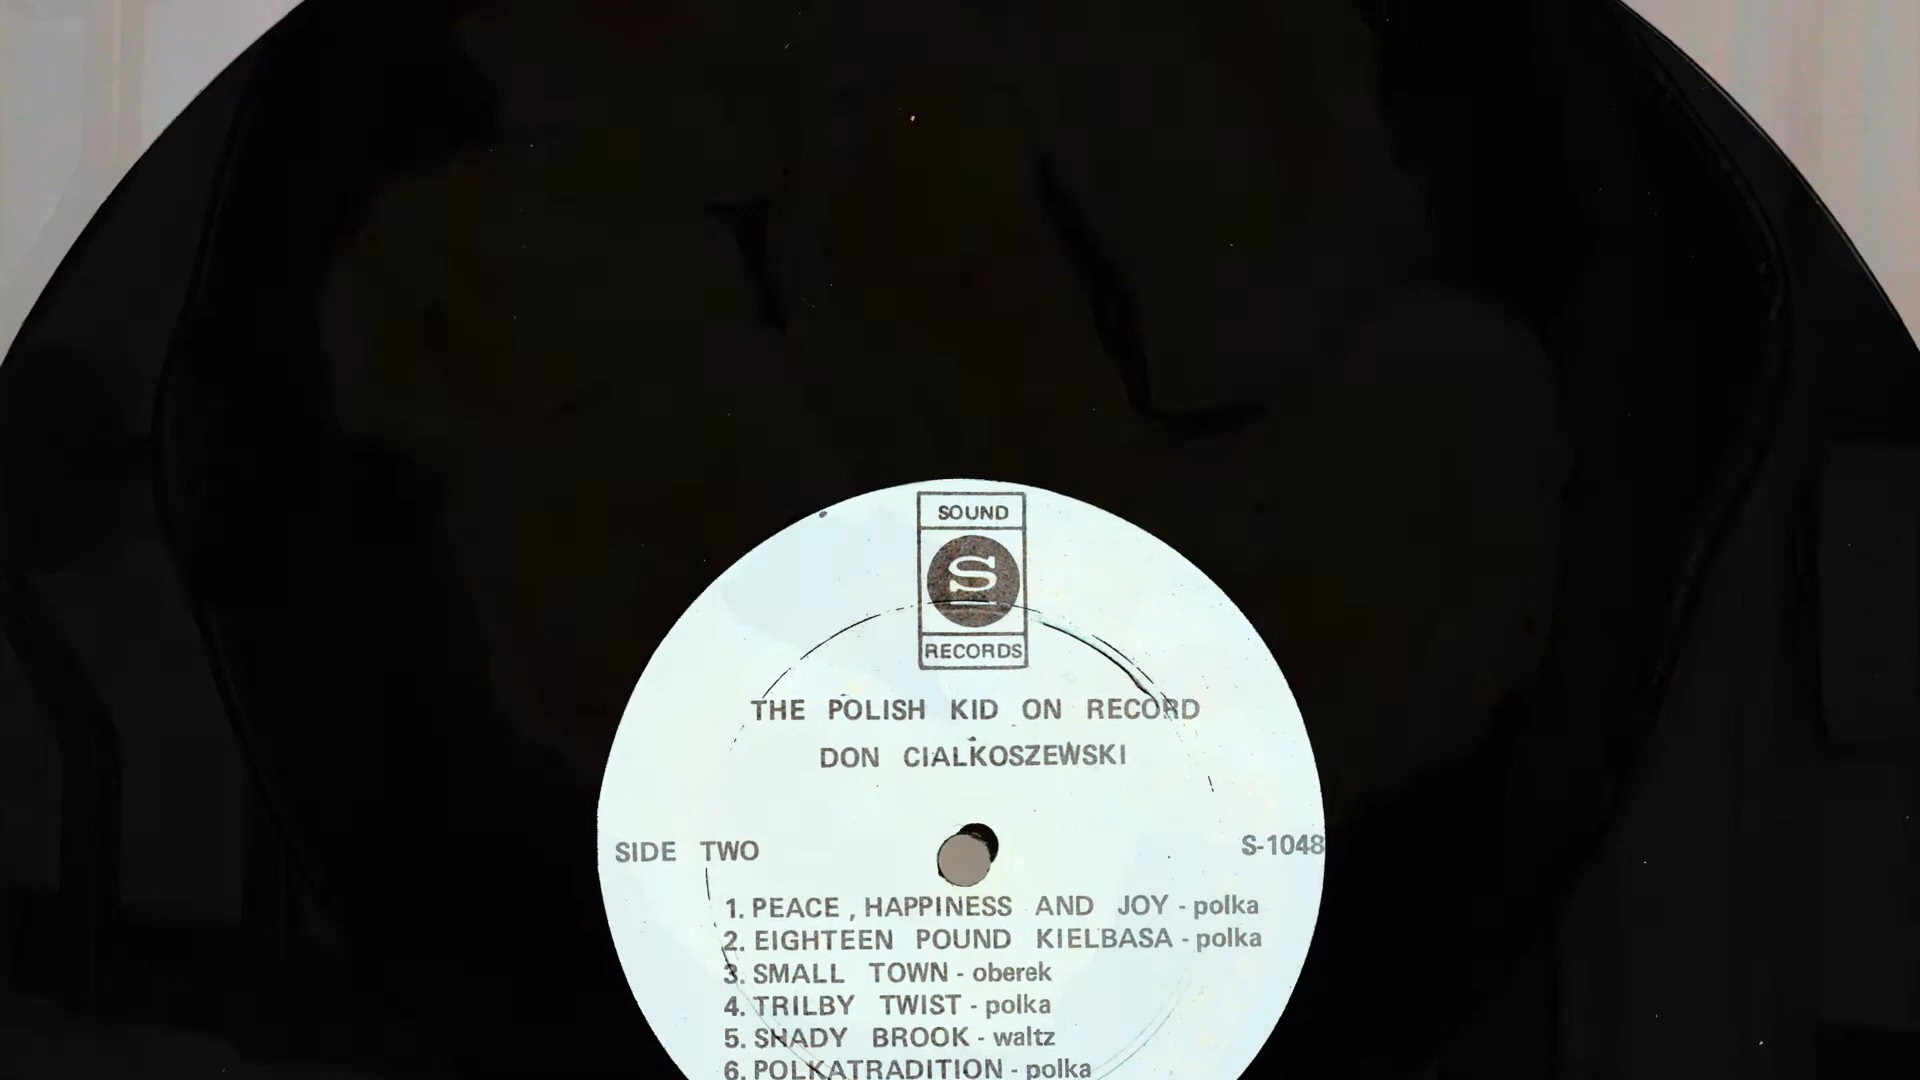 SOUND
S
RECORDS
THE POLISH KID ON RECORD
DON CIALKOSZEWSKI
SIDE TWO
S-1048
1. PEACE, HAPPINESS AND JOY - polka
2. EIGHTEEN POUND KIELBASA - polka
3. SMALL TOWN - oberek
4. TRILBY TWIST - polka
5. SHADY BROOK - waltz
6. POLKATRADITION - polka